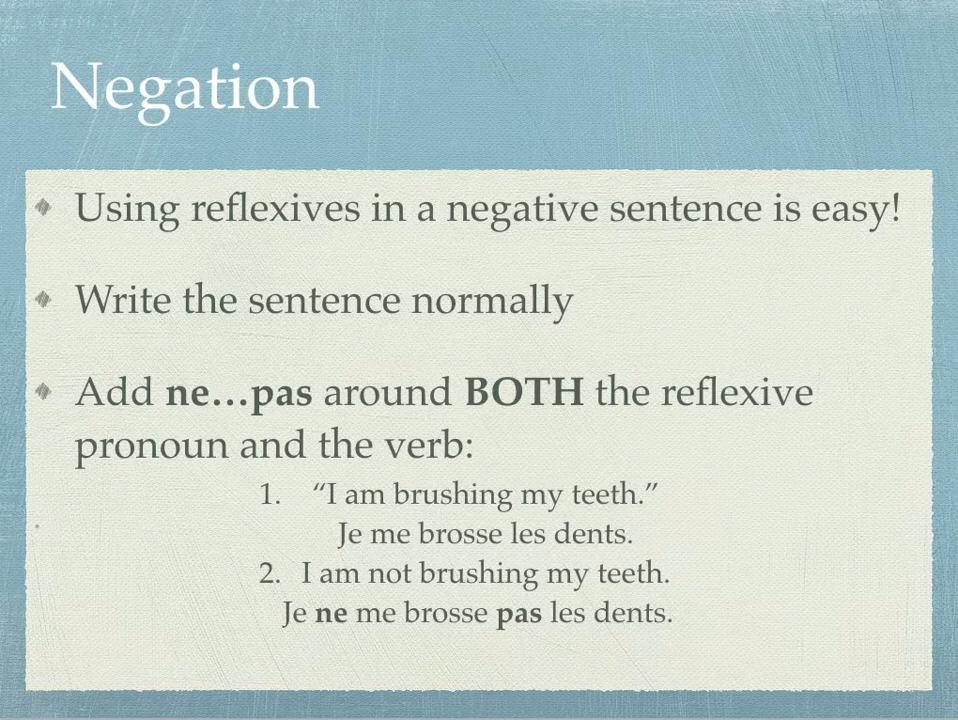 Negation
Using reflexives in a negative sentence is easy!
Write the sentence normally
Add ne…pas around BOTH the reflexive
pronoun and the verb:
1. “I am brushing my teeth.”
Je me brosse les dents.
2. I am not brushing my teeth.
Je ne me brosse pas les dents.